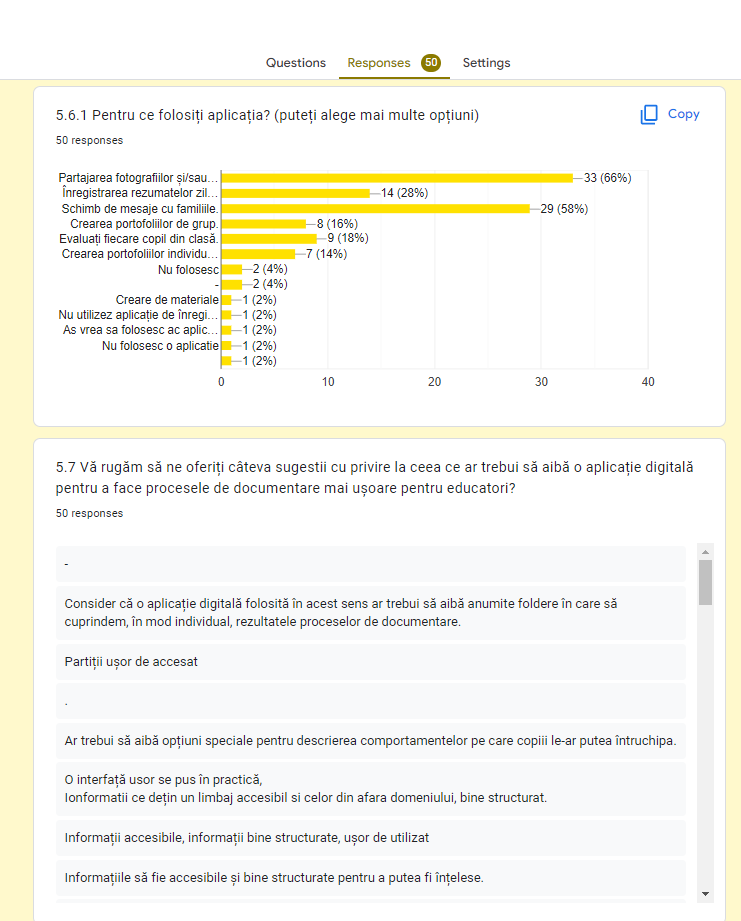 Questions
Responses 50
Settings
5.6.1 Pentru ce folosiți aplicația? (puteți alege mai multe opțiuni)
Copy
50 responses
Partajarea fotografiilor și/sau… 33 (66%)
Înregistrarea rezumatelor zil… 14 (28%)
Schimb de mesaje cu familiile. 29 (58%)
Crearea portofoliilor de grup. 8 (16%)
Evaluați fiecare copil din clasă. 9 (18%)
Crearea portofoliilor individu… 7 (14%)
Nu folosesc 2 (4%)
- 2 (4%)
Creare de materiale 1 (2%)
Nu utilizez aplicație de înregi… 1 (2%)
As vrea sa folosesc ac aplic… 1 (2%)
Nu folosesc o aplicatie 1 (2%)
1 (2%)
0 10 20 30 40
5.7 Vă rugăm să ne oferiți câteva sugestii cu privire la ceea ce ar trebui să aibă o aplicație digitală
pentru a face procesele de documentare mai ușoare pentru educatori?
50 responses
-
Consider că o aplicație digitală folosită în acest sens ar trebui să aibă anumite foldere în care să
cuprindem, în mod individual, rezultatele proceselor de documentare.
Partiții ușor de accesat
.
Ar trebui să aibă opțiuni speciale pentru descrierea comportamentelor pe care copiii le-ar putea întruchipa.
O interfață usor se pus în practică,
Ionformatii ce dețin un limbaj accesibil si celor din afara domeniului, bine structurat.
Informații accesibile, informații bine structurate, ușor de utilizat
Informațiile să fie accesibile și bine structurate pentru a putea fi înțelese.